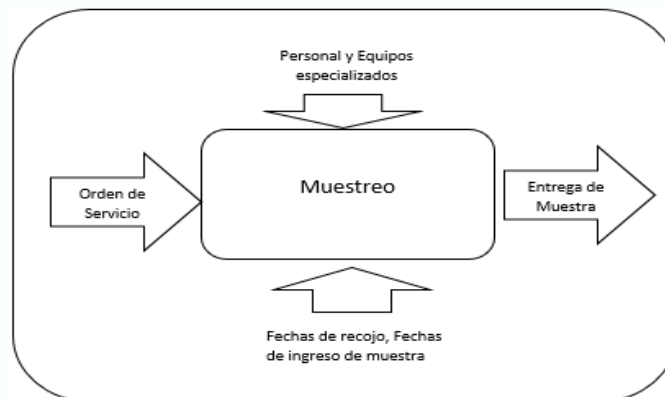 Personal y Equipos
especializados
Muestreo
Orden de
Servicio
Entrega de
Muestra
Fechas de recojo, Fechas
de ingreso de muestra